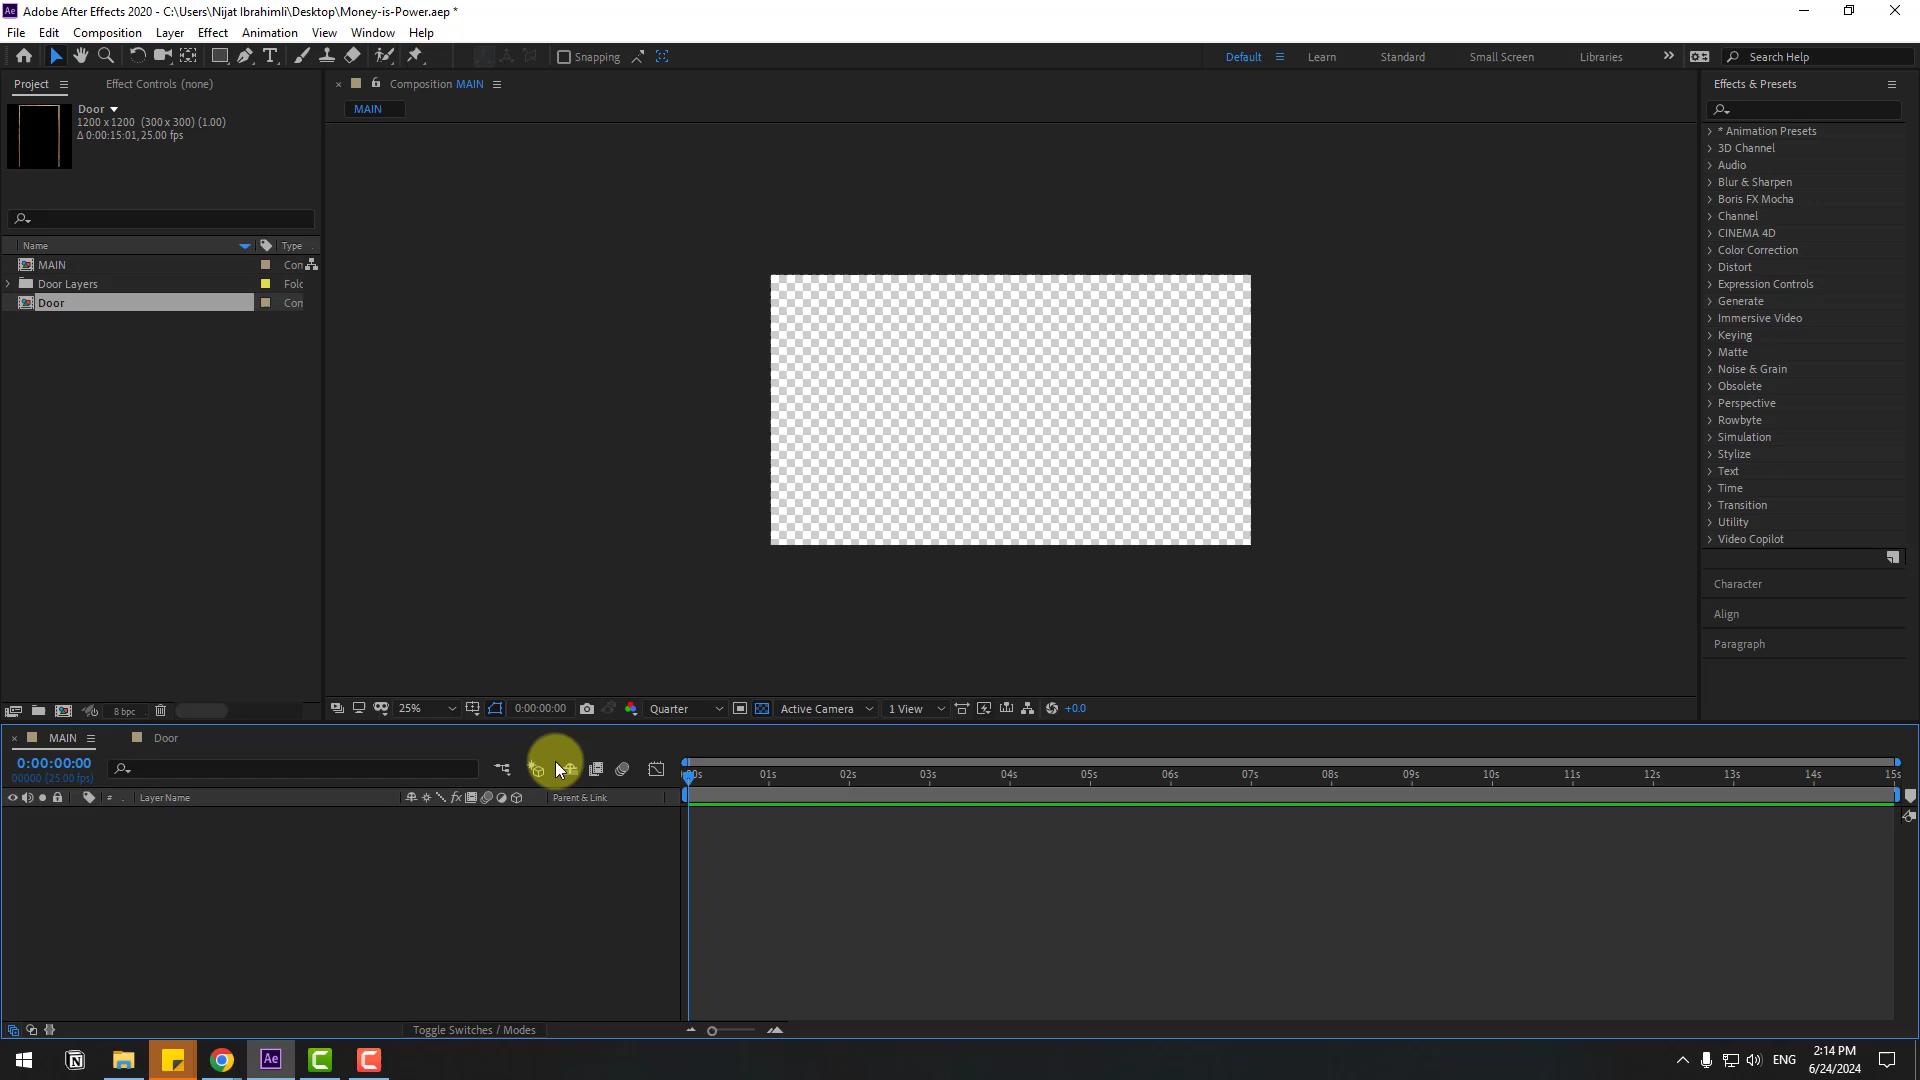 Adobe After Effects 2020 - C:\Users\Nijat Ibrahimli\Desktop\Money-is-Power.aep *
File Edit Composition Layer Effect Animation View Window Help
Snapping
Default Learn Standard Small Screen Libraries
Search Help
Project
Effect Controls (none)
Door
1200 x 1200 (300 x 300) (1.00)
Δ 0:00:15:01, 25.00 fps
Name Type
MAIN Con
Door Layers Fold
Door Con
8 bpc
Composition MAIN
MAIN
25% 0:00:00:00 Quarter Active Camera 1 View +0.0
Effects & Presets
* Animation Presets
3D Channel
Audio
Blur & Sharpen
Boris FX Mocha
Channel
CINEMA 4D
Color Correction
Distort
Expression Controls
Generate
Immersive Video
Keying
Matte
Noise & Grain
Obsolete
Perspective
Rowbyte
Simulation
Stylize
Text
Time
Transition
Utility
Video Copilot
Character
Align
Paragraph
MAIN Door
0:00:00:00
00000 (25.00 fps)
00s 01s 02s 03s 04s 05s 06s 07s 08s 09s 10s 11s 12s 13s 14s 15s
# Layer Name fx Parent & Link
Toggle Switches / Modes
Ae ENG
2:14 PM
6/24/2024